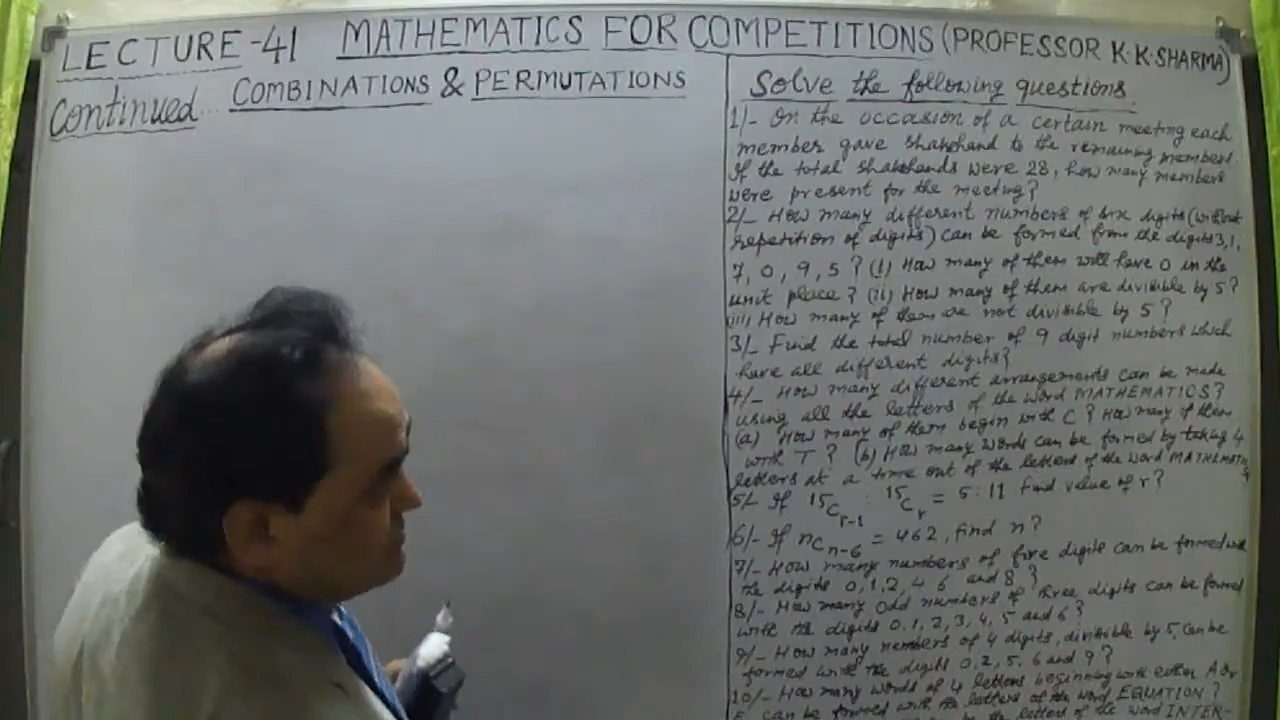 LECTURE-41 MATHEMATICS FOR COMPETITIONS (PROFESSOR K.K.SHARMA)
Continued... COMBINATIONS & PERMUTATIONS
Solve the following questions.
1/- On the occasion of a certain meeting each
member gave shakehand to the remaining members
If the total shakehands were 28, how many members
were present for the meeting?
2/- How many different numbers of six digits (without
repetition of digits) can be formed from the digits 3,1,
7, 0, 9, 5? (i) How many of them will have 0 in the
unit place? (ii) How many of them are divisible by 5?
(iii) How many of them are not divisible by 5?
3/- Find the total number of 9 digit numbers which
have all different digits?
4/- How many different arrangements can be made
using all the letters of the word MATHEMATICS?
(a) How many of them begin with C? How many of them
with T? (b) How many words can be formed by taking 4
letters at a time out of the letters of the word MATHEMATICS
5/- If 15Cr-1 : 15Cr = 5:11 find value of r?
6/- If nCn-6 = 462, find n?
7/- How many numbers of five digits can be formed with
the digits 0,1,2,4 6 and 8?
8/- How many odd numbers of three digits can be formed
with the digits 0,1,2,3,4,5 and 6?
9/- How many numbers of 4 digits, divisible by 5, can be
formed with the digits 0,2,5,6 and 9?
10/- How many words of 4 letters beginning with either A or
E can be formed with the letters of the word EQUATION?
the letters of the word INTER-